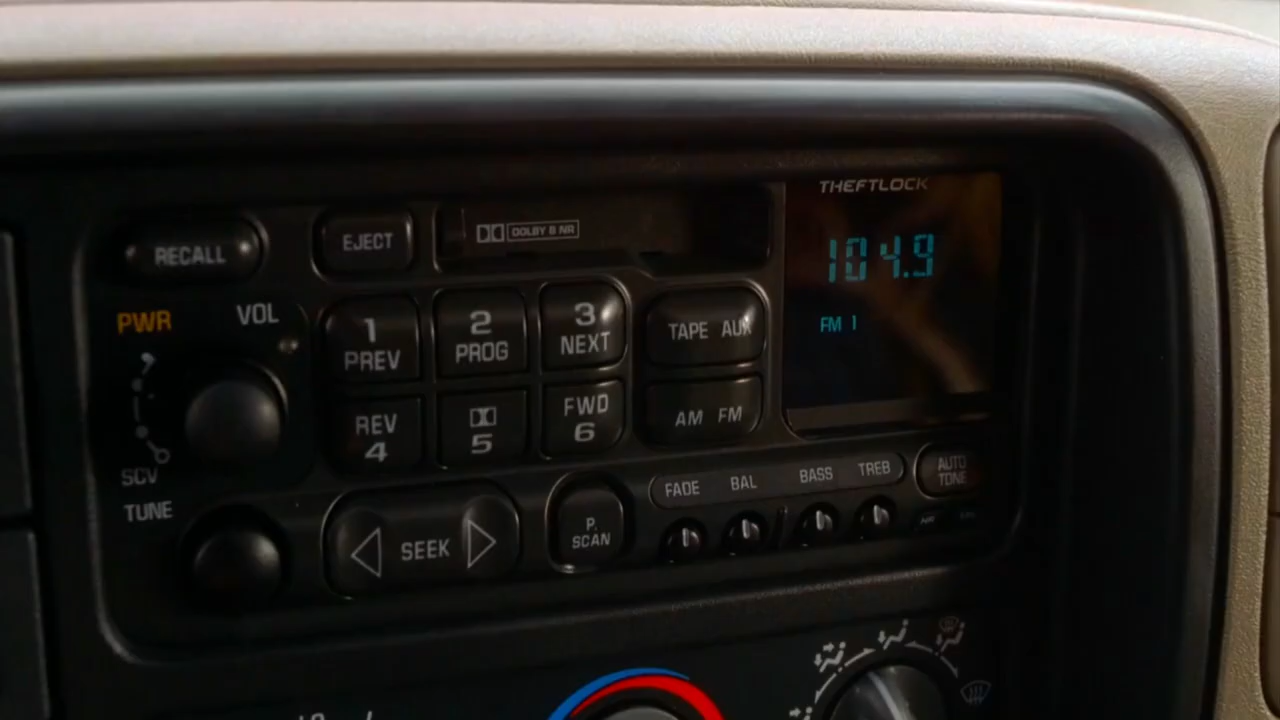 THEFTLOCK
RECALL
EJECT
DOLBY B NR
104.9
FM 1
PWR
VOL
1
PREV
2
PROG
3
NEXT
TAPE AUX
REV
4
5
FWD
6
AM FM
SCV
TUNE
SEEK
P.
SCAN
FADE BAL BASS TREB
AUTO
TONE